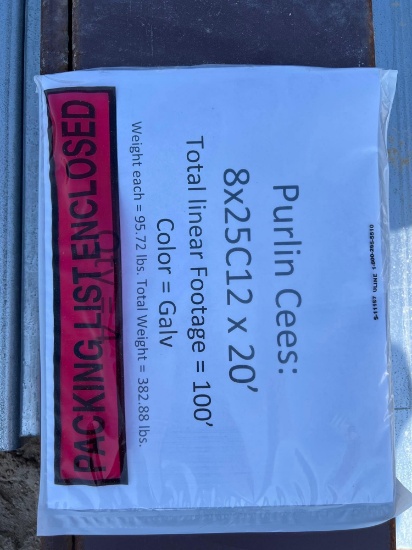 Purlin Cees:
8x25C12 x 20'
Total linear Footage = 100'
Color = Galv
Weight each = 95.72 lbs. Total Weight = 382.88 lbs.
PACKING LIST ENCLOSED